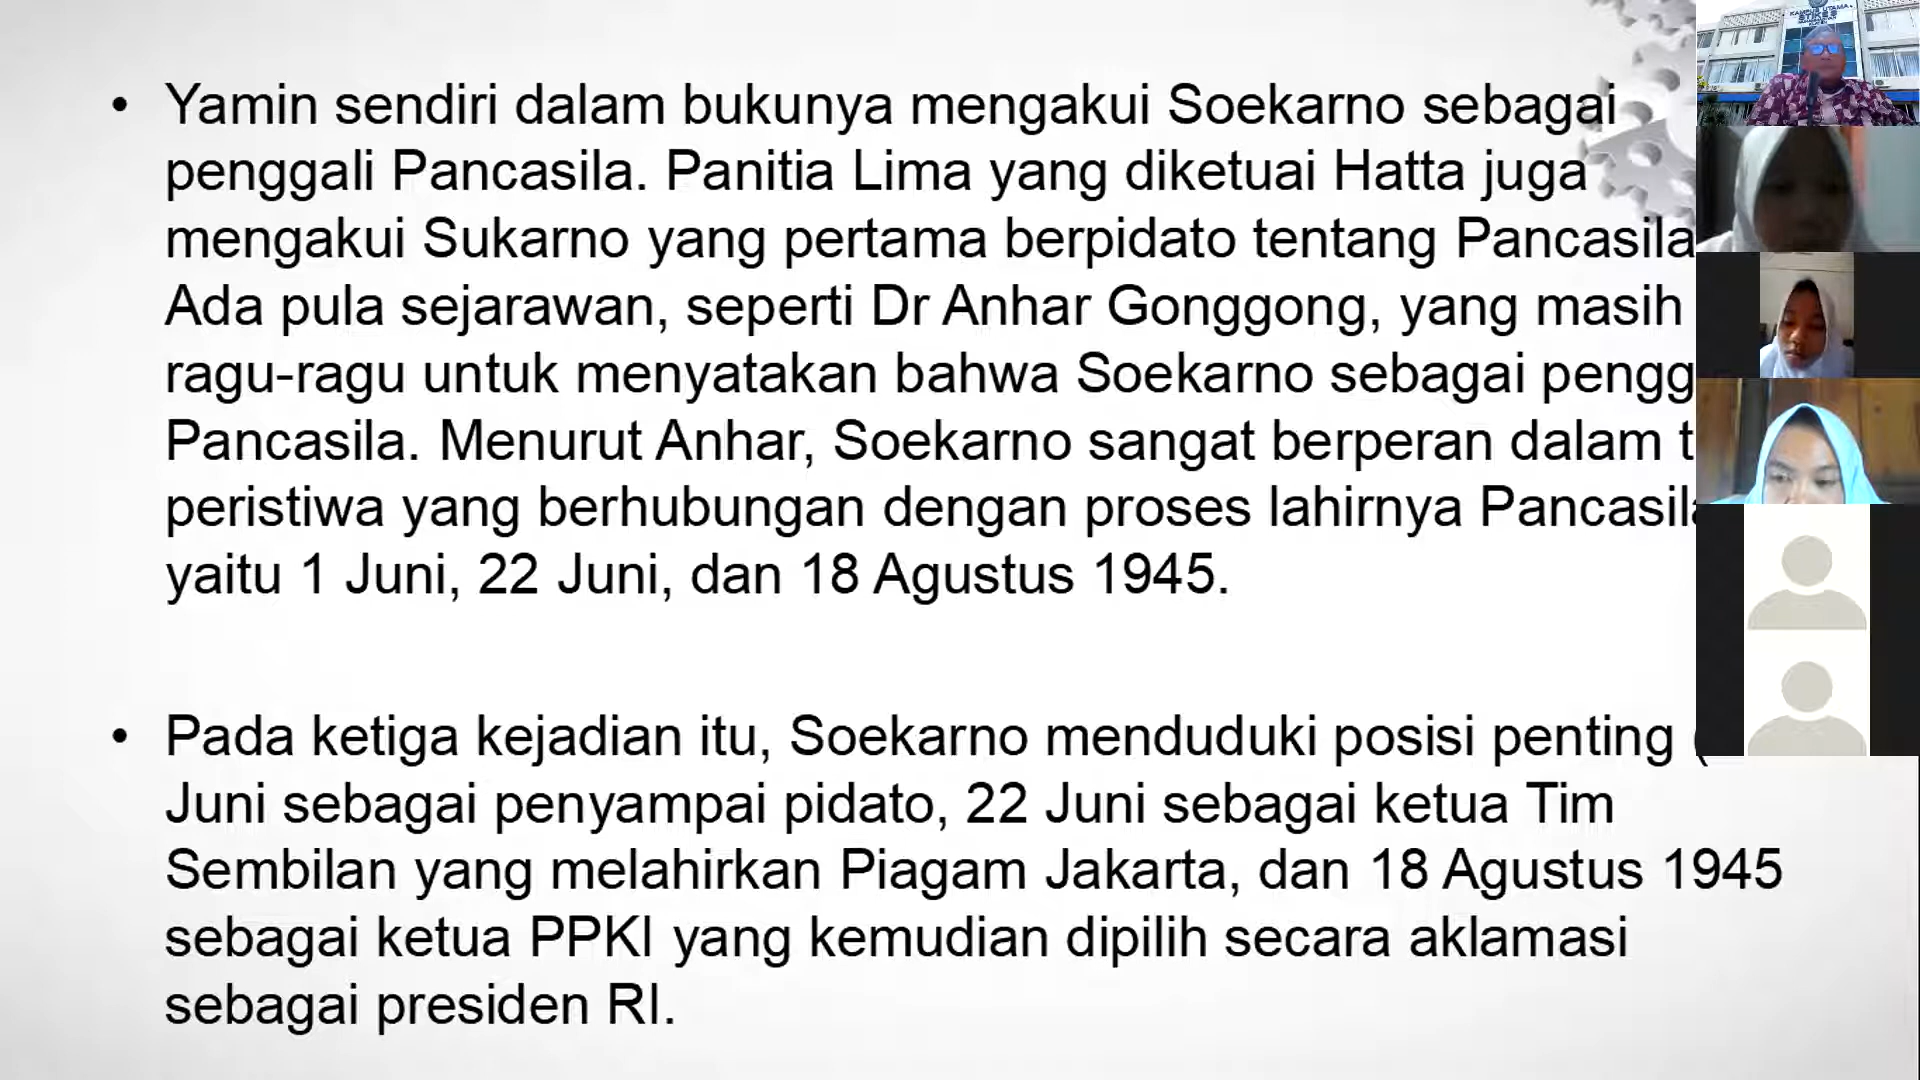 KAMPUS UTAMA
• Yamin sendiri dalam bukunya mengakui Soekarno sebagai
penggali Pancasila. Panitia Lima yang diketuai Hatta juga
mengakui Sukarno yang pertama berpidato tentang Pancasila
Ada pula sejarawan, seperti Dr Anhar Gonggong, yang masih
ragu-ragu untuk menyatakan bahwa Soekarno sebagai pengg
Pancasila. Menurut Anhar, Soekarno sangat berperan dalam t
peristiwa yang berhubungan dengan proses lahirnya Pancasila
yaitu 1 Juni, 22 Juni, dan 18 Agustus 1945.
• Pada ketiga kejadian itu, Soekarno menduduki posisi penting (
Juni sebagai penyampai pidato, 22 Juni sebagai ketua Tim
Sembilan yang melahirkan Piagam Jakarta, dan 18 Agustus 1945
sebagai ketua PPKI yang kemudian dipilih secara aklamasi
sebagai presiden RI.